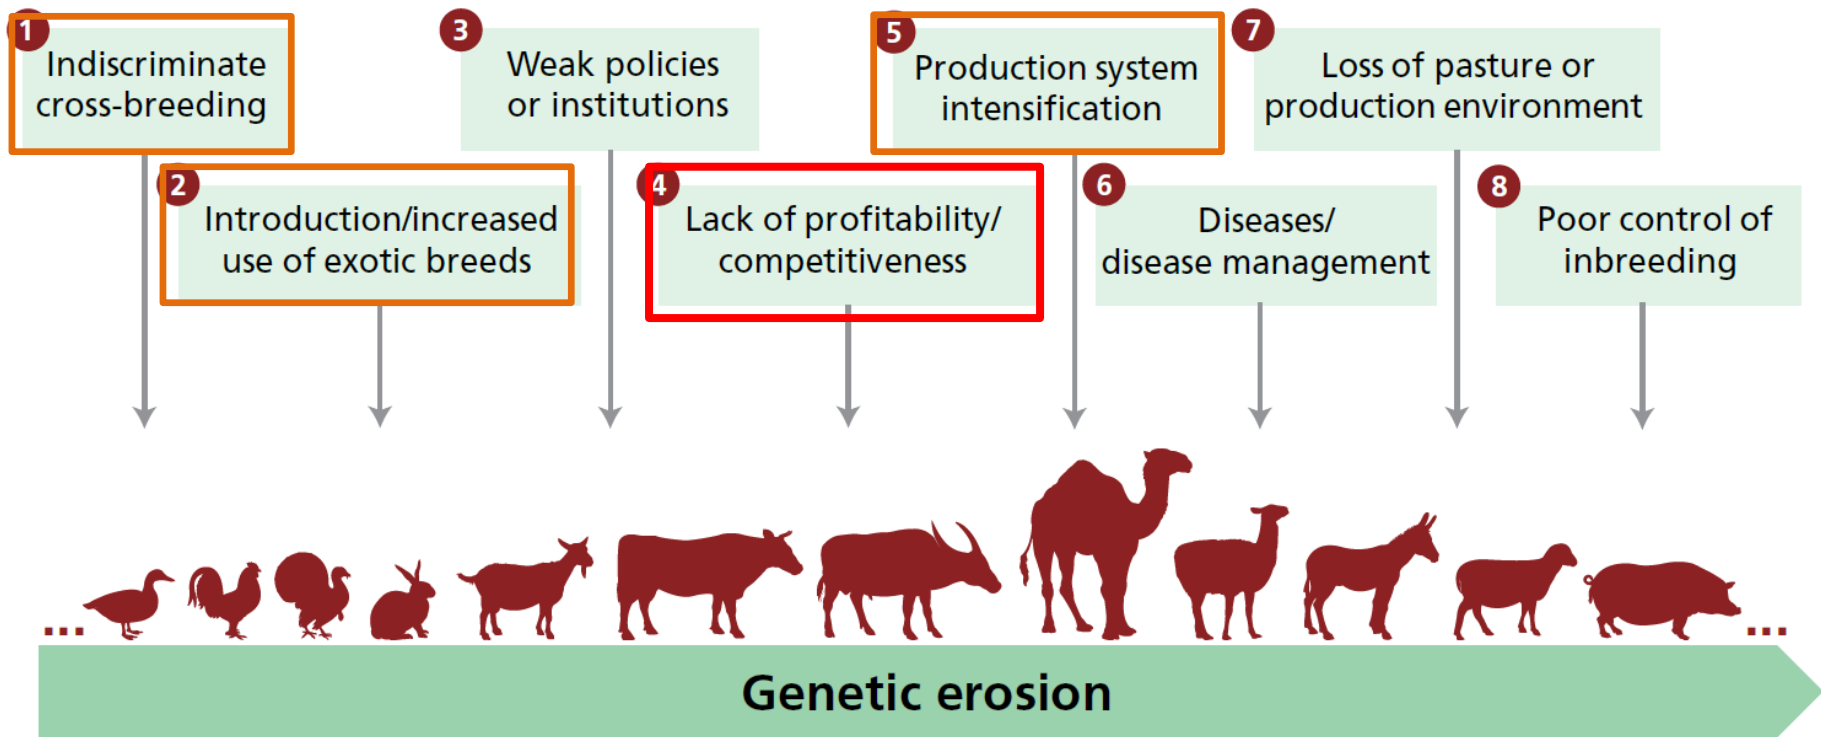 1
Indiscriminate
cross-breeding
2
Introduction/increased
use of exotic breeds
3
Weak policies
or institutions
4
Lack of profitability/
competitiveness
5
Production system
intensification
6
Diseases/
disease management
7
Loss of pasture or
production environment
8
Poor control of
inbreeding
...
...
Genetic erosion